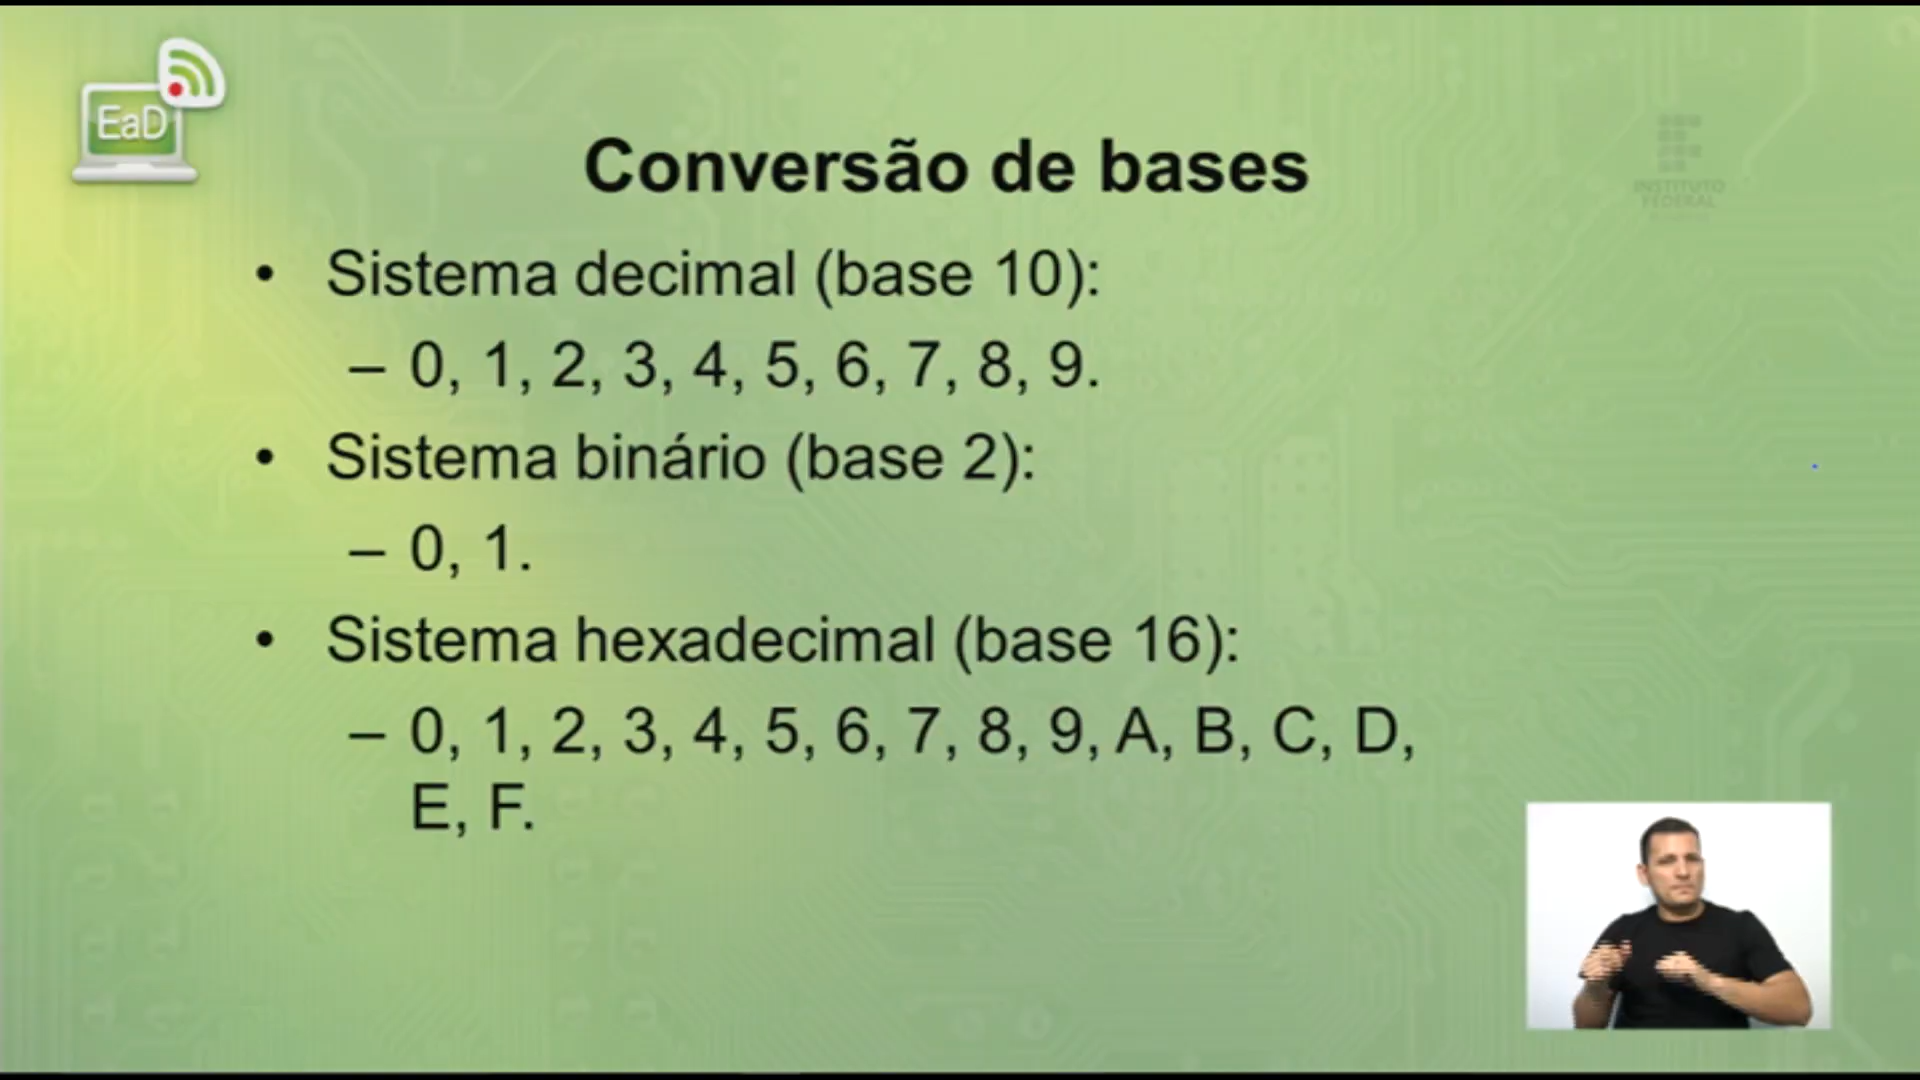 EaD
Conversão de bases
INSTITUTO
FEDERAL
• Sistema decimal (base 10):
– 0, 1, 2, 3, 4, 5, 6, 7, 8, 9.
• Sistema binário (base 2):
– 0, 1.
• Sistema hexadecimal (base 16):
– 0, 1, 2, 3, 4, 5, 6, 7, 8, 9, A, B, C, D,
E, F.